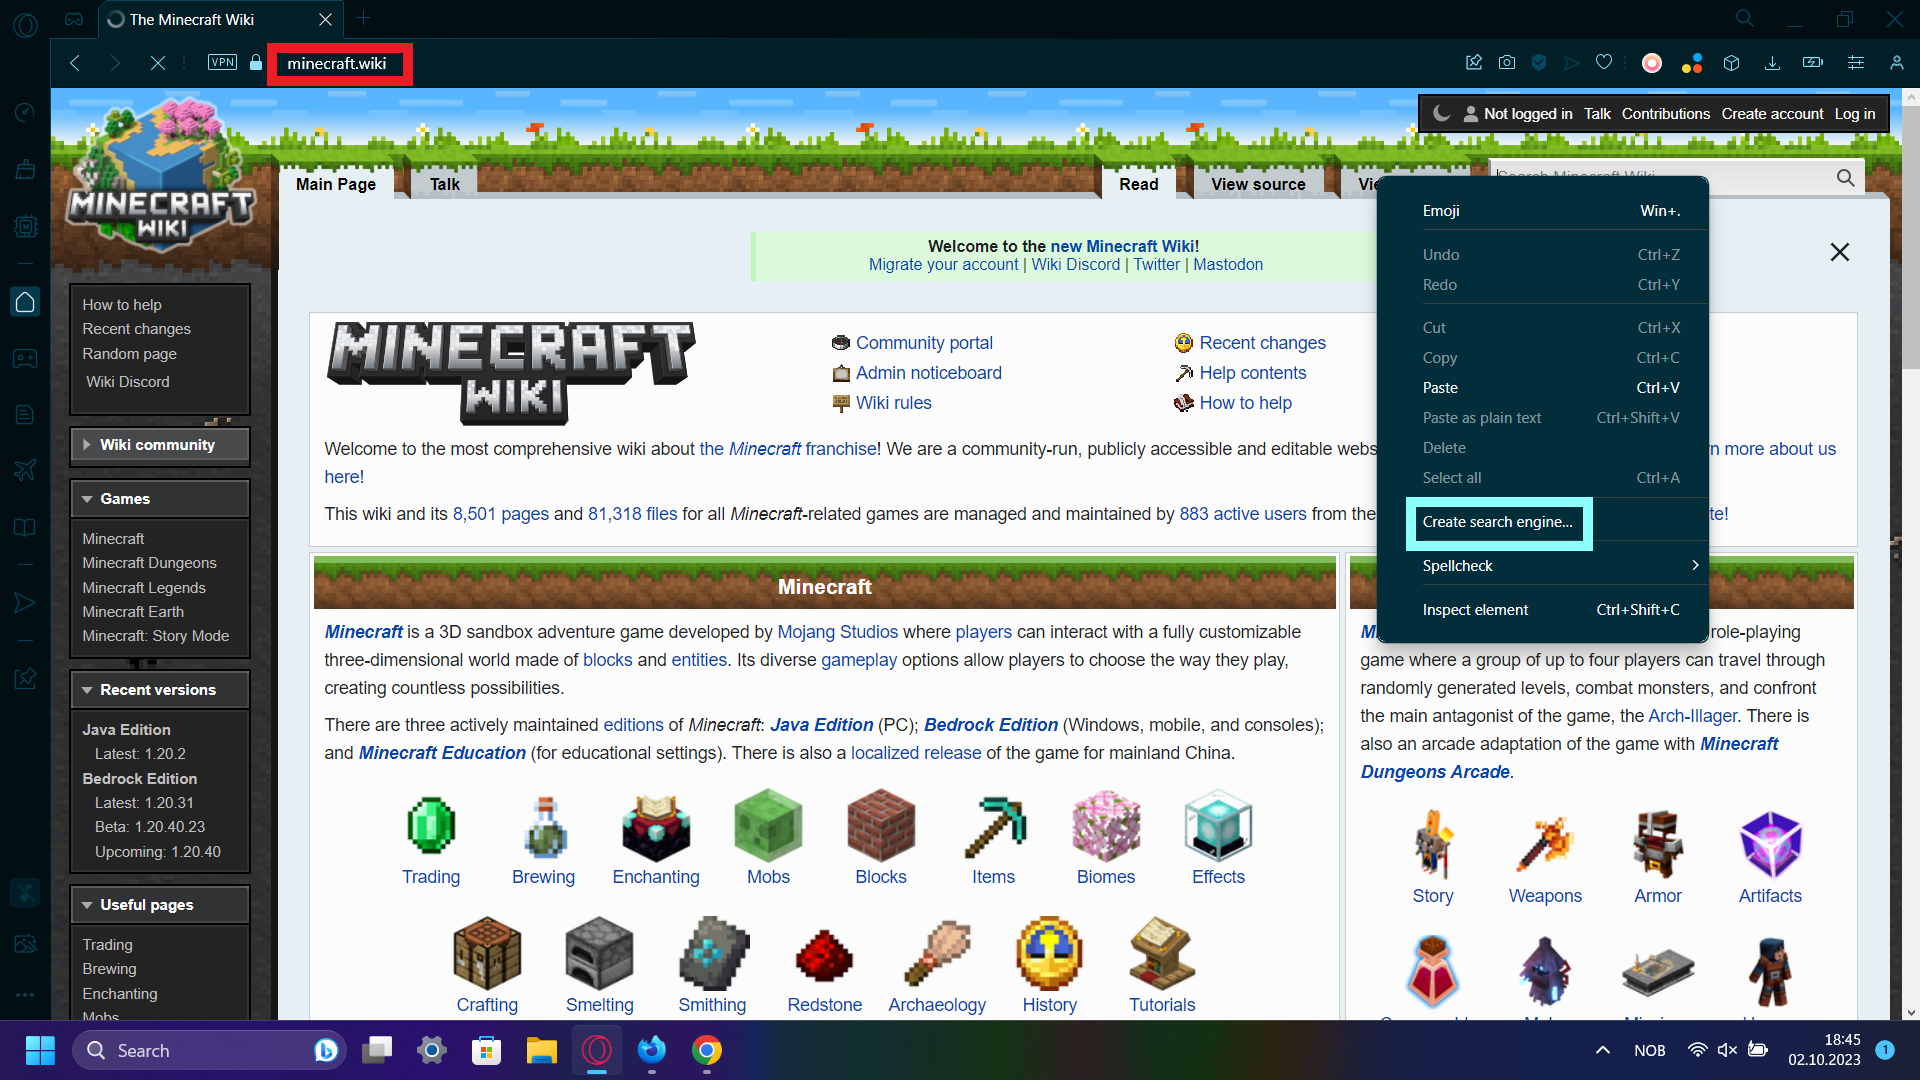 The Minecraft Wiki
VPN
minecraft.wiki
Not logged in Talk Contributions Create account Log in
MINECRAFT
WIKI
Main Page
Talk
Read
View source
Search Minecraft Wiki
Welcome to the new Minecraft Wiki!
Migrate your account | Wiki Discord | Twitter | Mastodon
How to help
Recent changes
Random page
Wiki Discord
Wiki community
Games
Minecraft
Minecraft Dungeons
Minecraft Legends
Minecraft Earth
Minecraft: Story Mode
Recent versions
Java Edition
Latest: 1.20.2
Bedrock Edition
Latest: 1.20.31
Beta: 1.20.40.23
Upcoming: 1.20.40
Useful pages
Trading
Brewing
Enchanting
Mobs
MINECRAFT
WIKI
Community portal
Admin noticeboard
Wiki rules
Recent changes
Help contents
How to help
Welcome to the most comprehensive wiki about the Minecraft franchise! We are a community-run, publicly accessible and editable webs
more about us
here!
This wiki and its 8,501 pages and 81,318 files for all Minecraft-related games are managed and maintained by 883 active users from the
Minecraft
Minecraft is a 3D sandbox adventure game developed by Mojang Studios where players can interact with a fully customizable
three-dimensional world made of blocks and entities. Its diverse gameplay options allow players to choose the way they play,
creating countless possibilities.
There are three actively maintained editions of Minecraft: Java Edition (PC); Bedrock Edition (Windows, mobile, and consoles);
and Minecraft Education (for educational settings). There is also a localized release of the game for mainland China.
Trading Brewing Enchanting Mobs Blocks Items Biomes Effects
Crafting Smelting Smithing Redstone Archaeology History Tutorials
role-playing
game where a group of up to four players can travel through
randomly generated levels, combat monsters, and confront
the main antagonist of the game, the Arch-Illager. There is
also an arcade adaptation of the game with Minecraft
Dungeons Arcade.
Story Weapons Armor Artifacts
Emoji Win+.
Undo Ctrl+Z
Redo Ctrl+Y
Cut Ctrl+X
Copy Ctrl+C
Paste Ctrl+V
Paste as plain text Ctrl+Shift+V
Delete
Select all Ctrl+A
Create search engine...
Spellcheck
Inspect element Ctrl+Shift+C
Search
NOB
18:45
02.10.2023
1